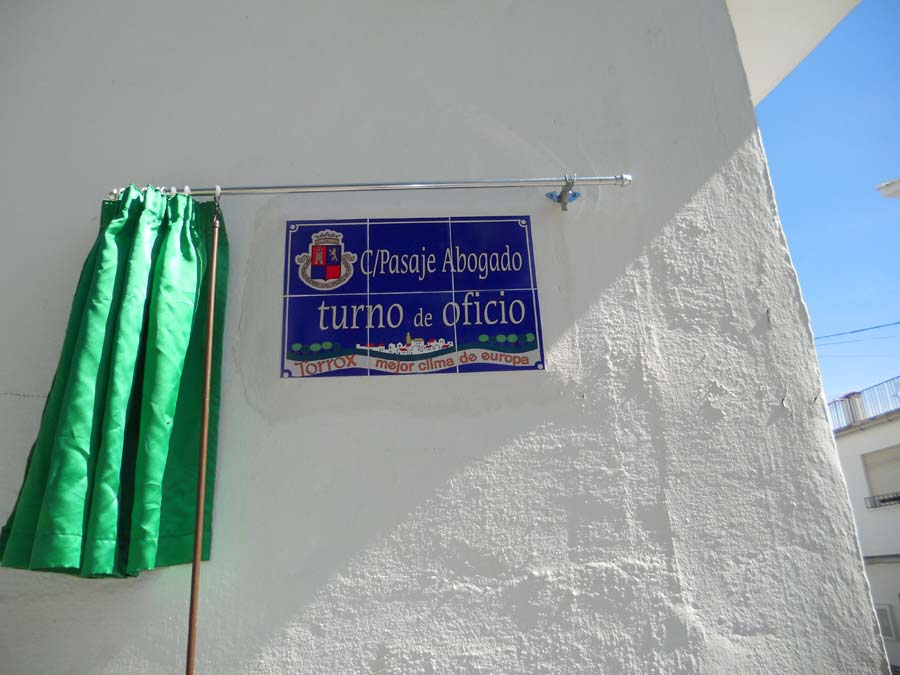 C/Pasaje Abogado
turno de oficio
Torrox mejor clima de europa